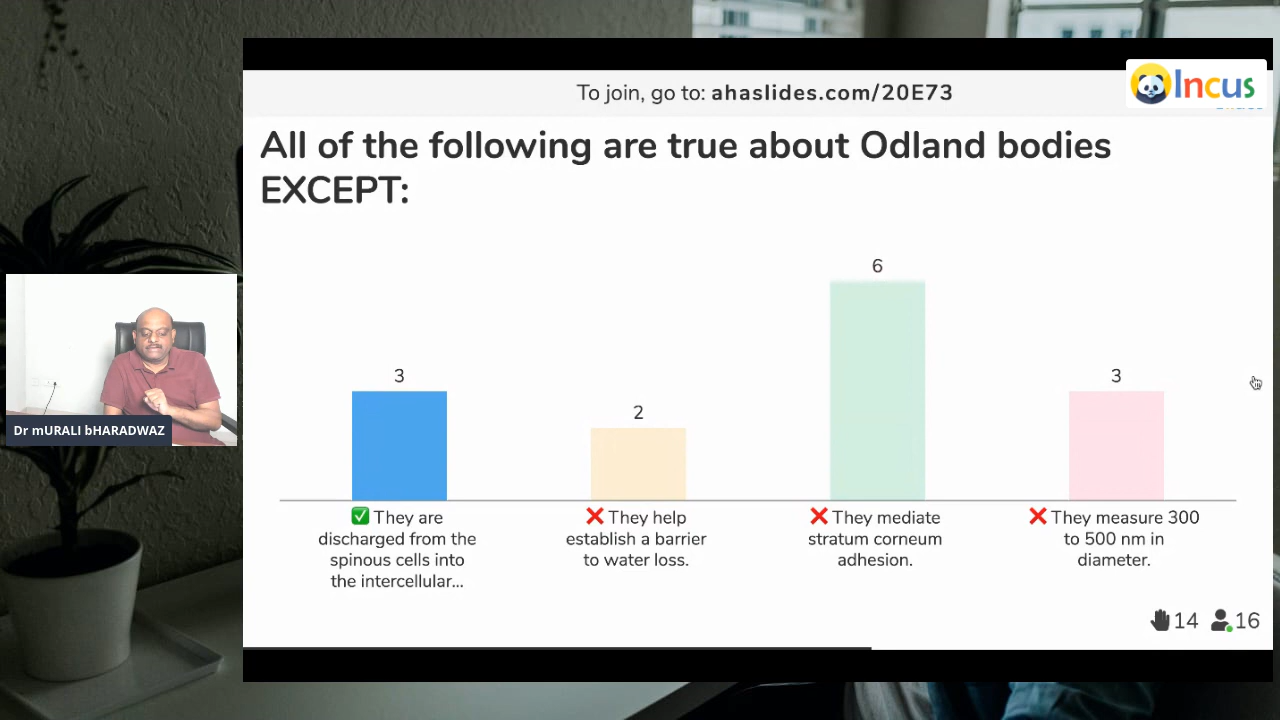 To join, go to: ahaslides.com/20E73
Incus
All of the following are true about Odland bodies
EXCEPT:
6
3
3
2
✅ They are
discharged from the
spinous cells into
the intercellular...
❌ They help
establish a barrier
to water loss.
❌ They mediate
stratum corneum
adhesion.
❌ They measure 300
to 500 nm in
diameter.
14
16
Dr mURALI bHARADWAZ